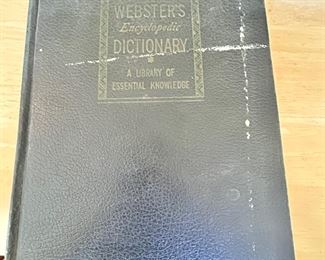 WEBSTER'S
Encyclopedic
DICTIONARY
A LIBRARY OF
ESSENTIAL KNOWLEDGE